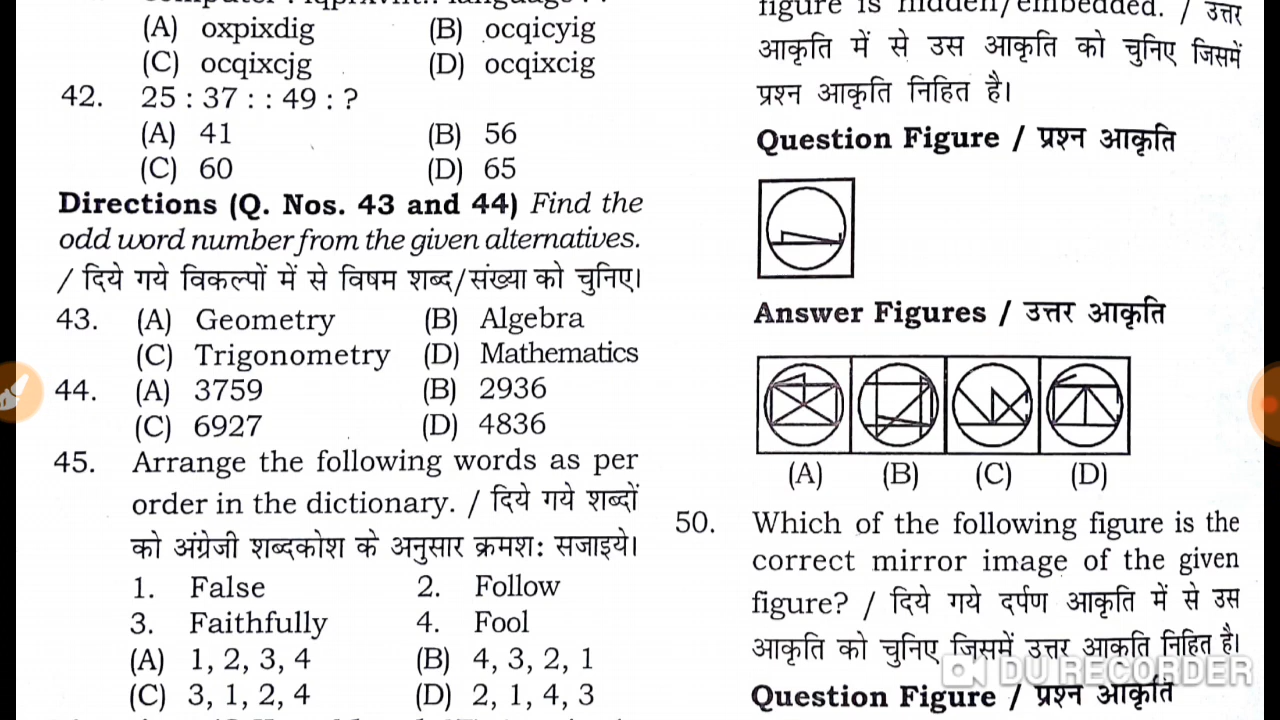 (A) oxpixdig (B) ocqicyig
(C) ocqixcjg (D) ocqixcig
42. 25 : 37 : : 49 : ?
(A) 41 (B) 56
(C) 60 (D) 65
Directions (Q. Nos. 43 and 44) Find the
odd word number from the given alternatives.
/ दिये गये विकल्पों में से विषम शब्द/संख्या को चुनिए।
43. (A) Geometry (B) Algebra
(C) Trigonometry (D) Mathematics
44. (A) 3759 (B) 2936
(C) 6927 (D) 4836
45. Arrange the following words as per
order in the dictionary. / दिये गये शब्दों
को अंग्रेजी शब्दकोश के अनुसार क्रमशः सजाइये।
1. False 2. Follow
3. Faithfully 4. Fool
(A) 1, 2, 3, 4 (B) 4, 3, 2, 1
(C) 3, 1, 2, 4 (D) 2, 1, 4, 3
figure is hidden/embedded. / उत्तर
आकृति में से उस आकृति को चुनिए जिसमें
प्रश्न आकृति निहित है।
Question Figure / प्रश्न आकृति
Answer Figures / उत्तर आकृति
(A) (B) (C) (D)
50. Which of the following figure is the
correct mirror image of the given
figure? / दिये गये दर्पण आकृति में से उस
आकृति को चुनिए जिसमें उत्तर आकृति निहित है।
DU RECORDER
Question Figure / प्रश्न आकृति